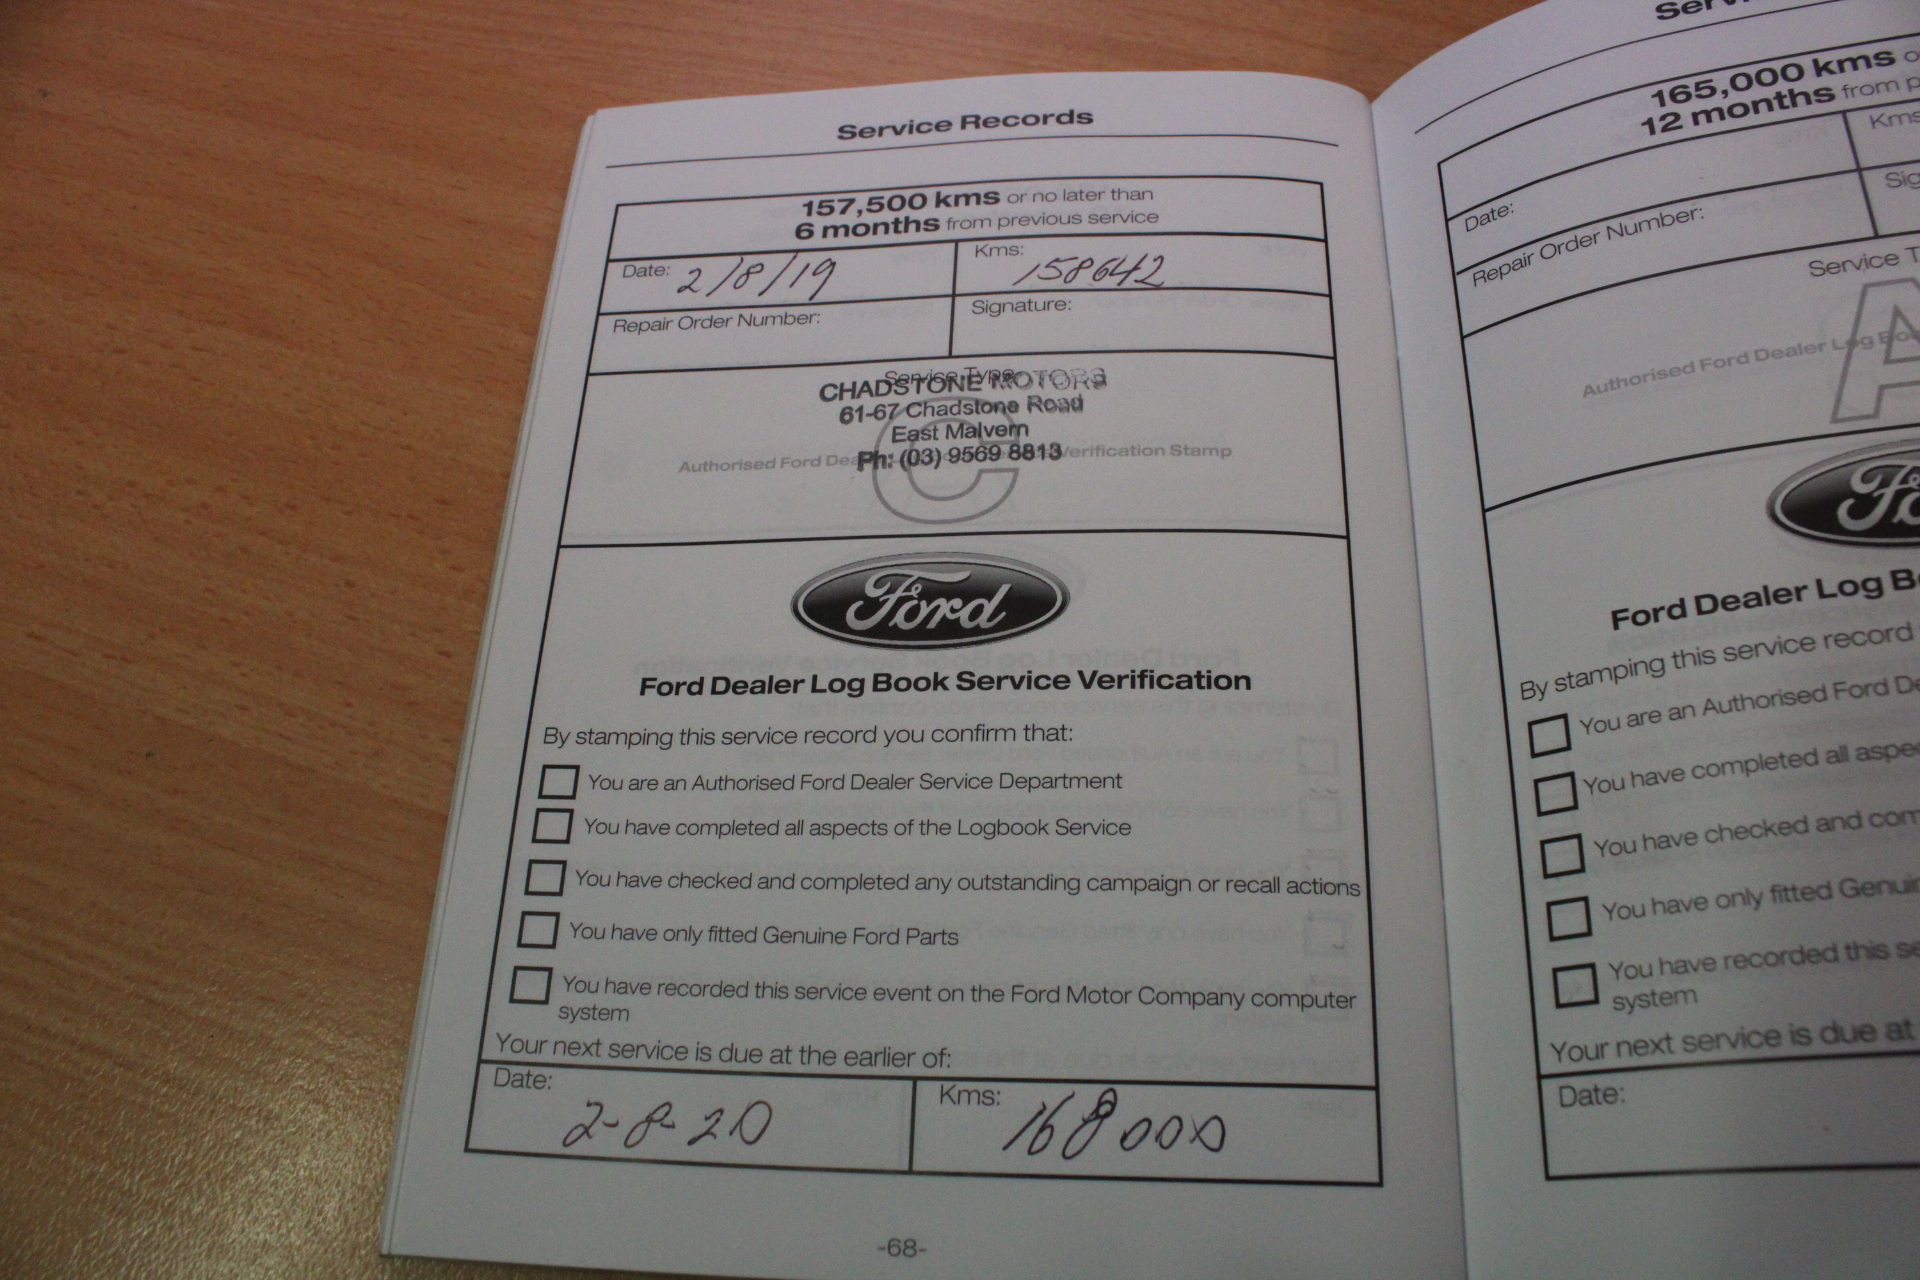 Service Records
157,500 kms or no later than
6 months from previous service
Date: 2/8/19
Kms: 158642
Repair Order Number:
Signature:
Service Type
CHADSTONE MOTORS
61-67 Chadstone Road
East Malvern
Ph: (03) 9569 8813
Authorised Ford Dea Verification Stamp
C
Ford
Ford Dealer Log Book Service Verification
By stamping this service record you confirm that:
You are an Authorised Ford Dealer Service Department
You have completed all aspects of the Logbook Service
You have checked and completed any outstanding campaign or recall actions
You have only fitted Genuine Ford Parts
You have recorded this service event on the Ford Motor Company computer
system
Your next service is due at the earlier of:
Date: 2-8-20
Kms: 168000
-68-
165,000 kms o
12 months from p
Kms
Date:
Sig
Repair Order Number:
Service T
A
Authorised Ford Dealer Log Boo
Fo
Ford Dealer Log B
By stamping this service record
You are an Authorised Ford De
You have completed all aspe
You have checked and com
You have only fitted Genuin
You have recorded this se
system
Your next service is due at
Date: